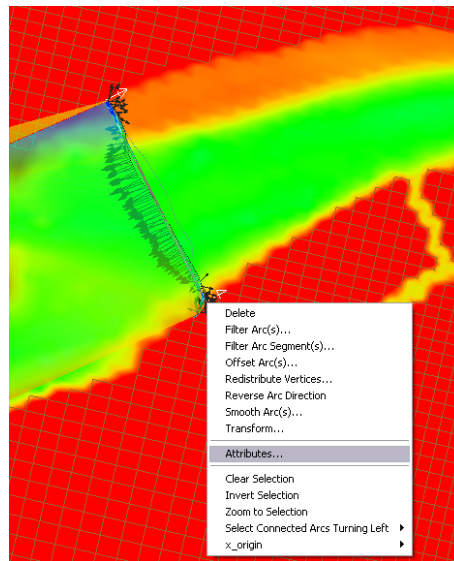 Delete
Filter Arc(s)...
Filter Arc Segment(s)...
Offset Arc(s)...
Redistribute Vertices...
Reverse Arc Direction
Smooth Arc(s)...
Transform...
Attributes...
Clear Selection
Invert Selection
Zoom to Selection
Select Connected Arcs Turning Left
x_origin